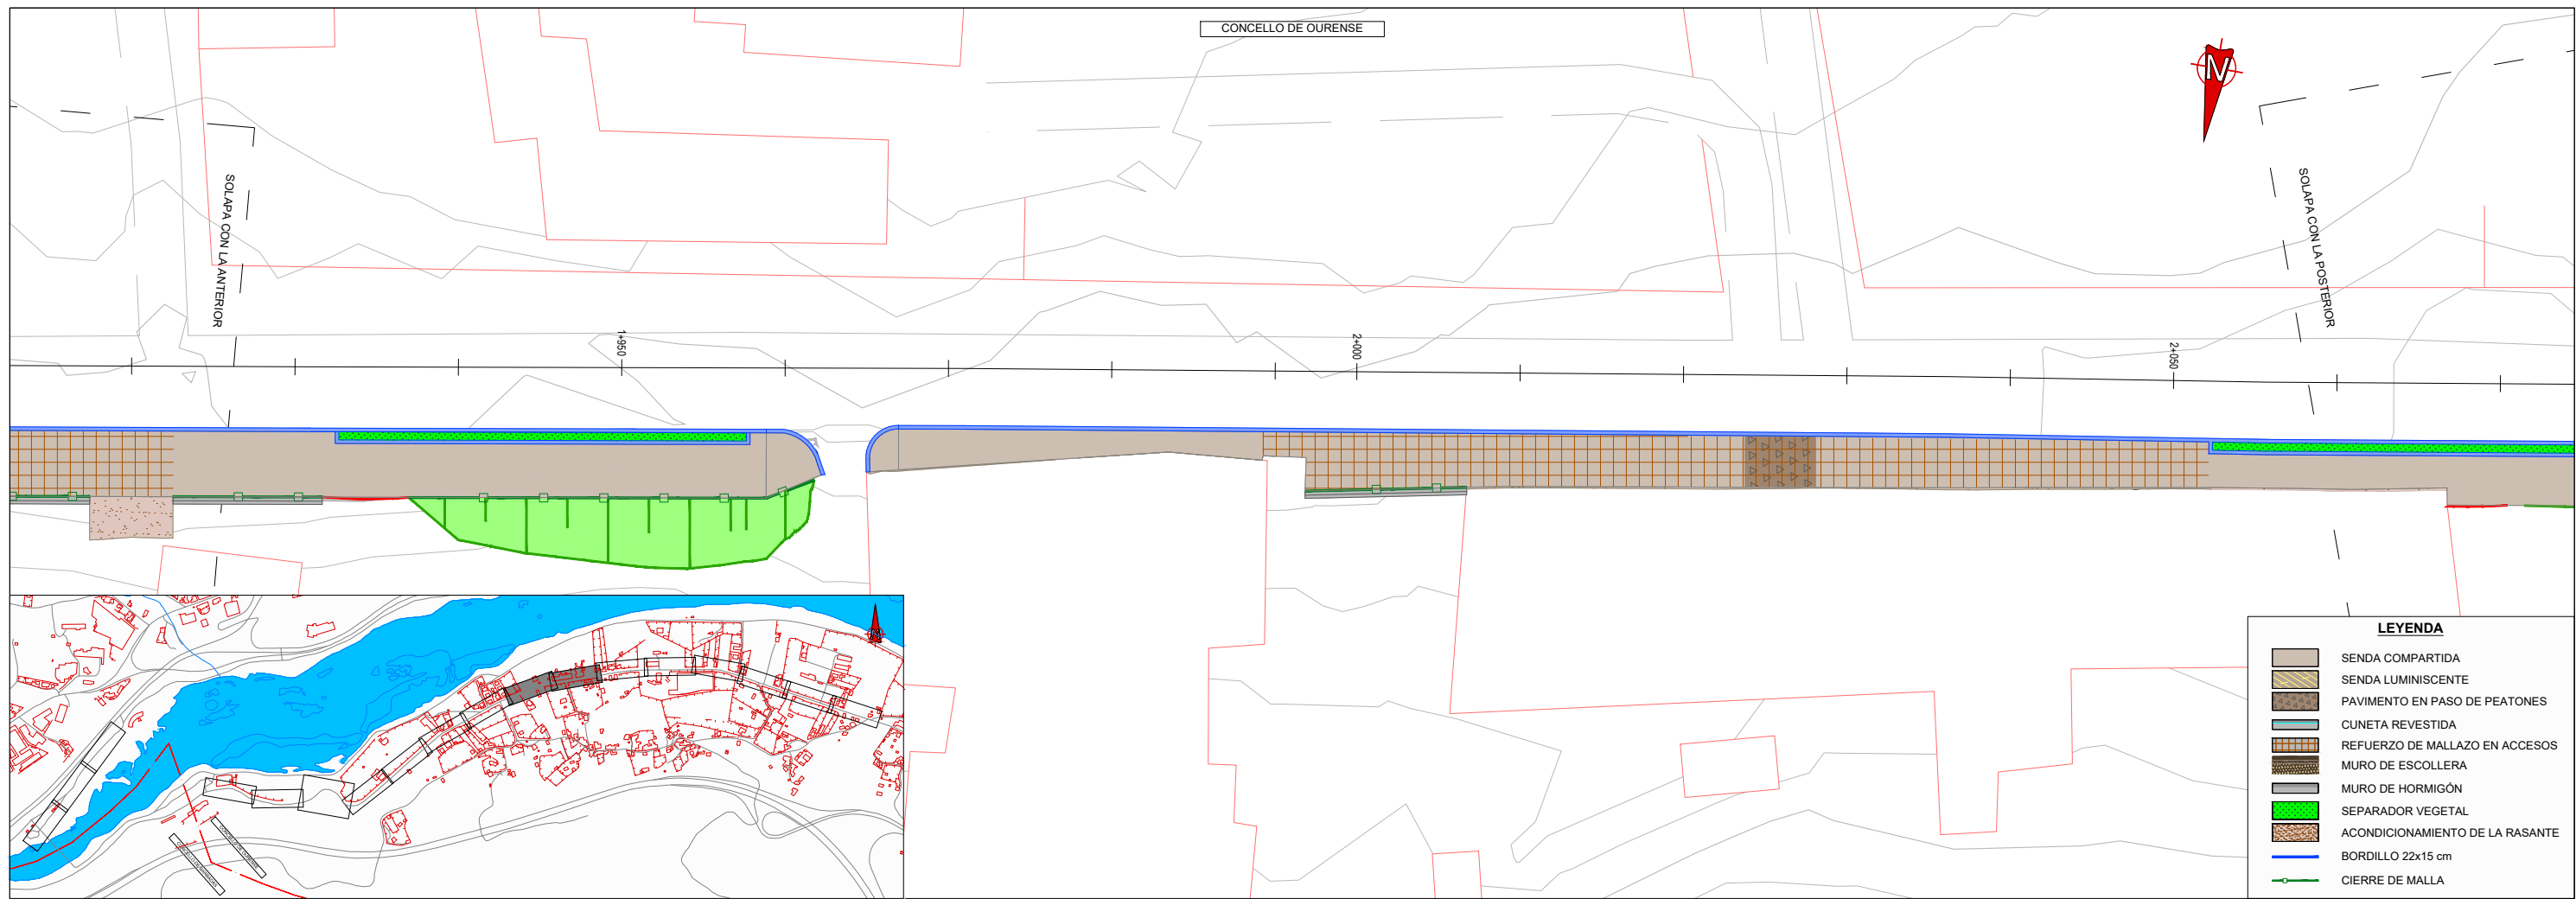 CONCELLO DE OURENSE
N
SOLAPA CON LA ANTERIOR
SOLAPA CON LA POSTERIOR
1+950
2+000
2+050
LEYENDA
SENDA COMPARTIDA
SENDA LUMINISCENTE
PAVIMENTO EN PASO DE PEATONES
CUNETA REVESTIDA
REFUERZO DE MALLAZO EN ACCESOS
MURO DE ESCOLLERA
MURO DE HORMIGÓN
SEPARADOR VEGETAL
ACONDICIONAMIENTO DE LA RASANTE
BORDILLO 22x15 cm
CIERRE DE MALLA